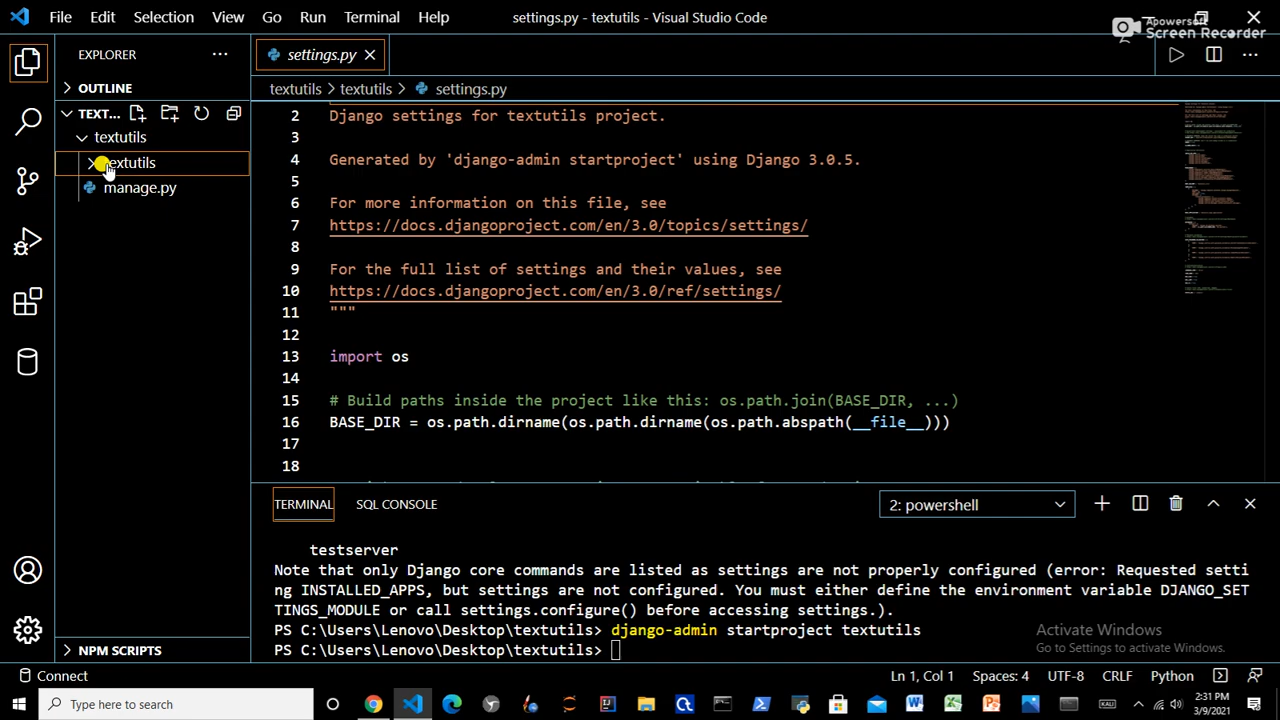 File Edit Selection View Go Run Terminal Help settings.py - textutils - Visual Studio Code
Apowersoft
Screen Recorder
EXPLORER
OUTLINE
TEXT...
textutils
textutils
manage.py
NPM SCRIPTS
settings.py
textutils > textutils > settings.py
2 Django settings for textutils project.
3
4 Generated by 'django-admin startproject' using Django 3.0.5.
5
6 For more information on this file, see
7 https://docs.djangoproject.com/en/3.0/topics/settings/
8
9 For the full list of settings and their values, see
10 https://docs.djangoproject.com/en/3.0/ref/settings/
11 """
12
13 import os
14
15 # Build paths inside the project like this: os.path.join(BASE_DIR, ...)
16 BASE_DIR = os.path.dirname(os.path.dirname(os.path.abspath(__file__)))
17
18
TERMINAL SQL CONSOLE 2: powershell
testserver
Note that only Django core commands are listed as settings are not properly configured (error: Requested setti
ng INSTALLED_APPS, but settings are not configured. You must either define the environment variable DJANGO_SET
TINGS_MODULE or call settings.configure() before accessing settings.).
PS C:\Users\Lenovo\Desktop\textutils> django-admin startproject textutils
PS C:\Users\Lenovo\Desktop\textutils>
Activate Windows
Go to Settings to activate Windows.
Connect Ln 1, Col 1 Spaces: 4 UTF-8 CRLF Python
Type here to search
KALI
2:31 PM
3/9/2021